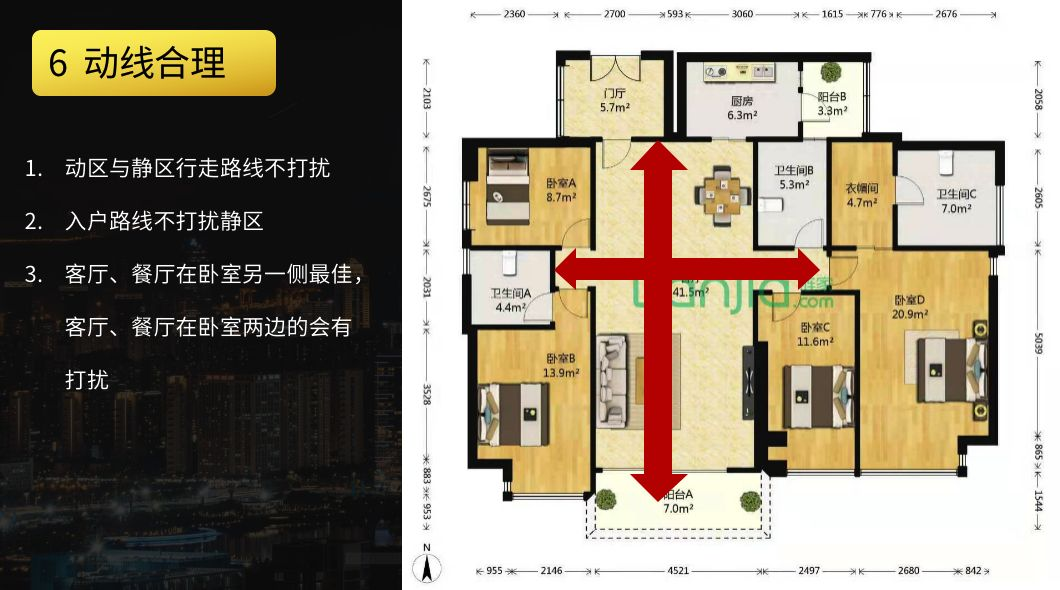 6 动线合理
1. 动区与静区行走路线不打扰
2. 入户路线不打扰静区
3. 客厅、餐厅在卧室另一侧最佳，
客厅、餐厅在卧室两边的会有
打扰
2360 2700 593 3060 1615 776 2676
2103
2675
2031
3528
883
953
2058
2605
5039
865
1544
门厅
5.7m²
厨房
6.3m²
阳台B
3.3m²
卧室A
8.7m²
卫生间B
5.3m²
衣帽间
4.7m²
卫生间C
7.0m²
卫生间A
4.4m²
41.5m²
.com
卧室B
13.9m²
卧室C
11.6m²
卧室D
20.9m²
阳台A
7.0m²
N
955 2146 4521 2497 2680 842